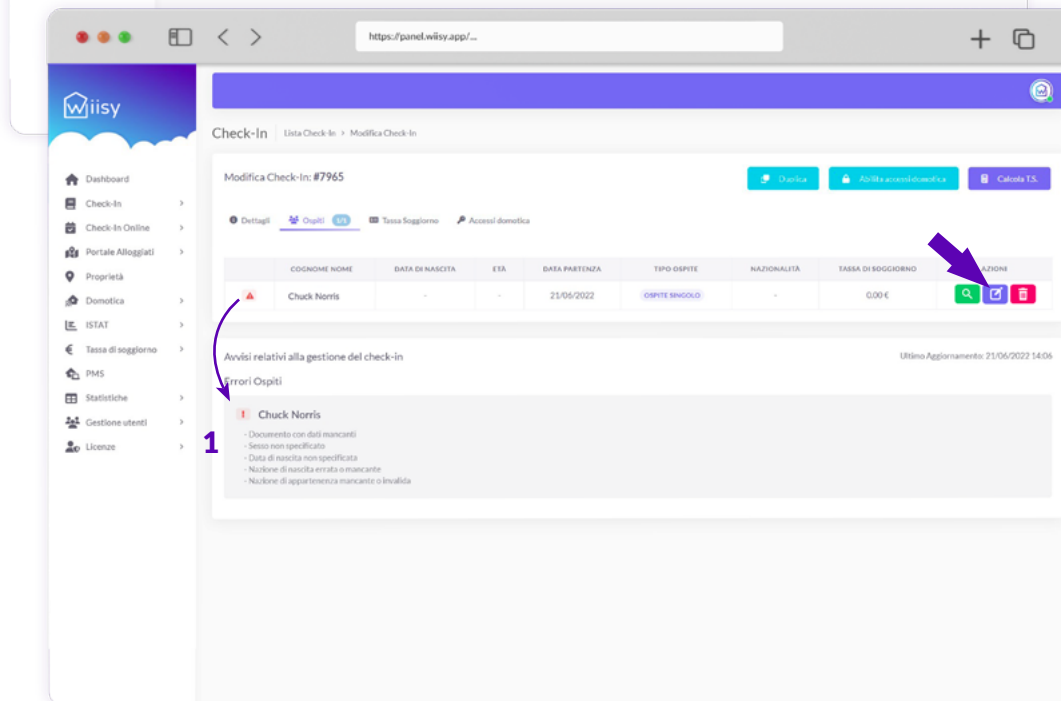 https://panel.wiisy.app/...
Wiisy
Check-In Lista Check-In > Modifica Check-In
Dashboard
Check-In
Check-In Online
Portale Alloggiati
Proprietà
Domotica
ISTAT
Tassa di soggiorno
PMS
Statistiche
Gestione utenti
Licenze
Modifica Check-In: #7965
Duplica
Abilita accessi domotica
Calcola T.S.
Dettagli
Ospiti 1/1
Tassa Soggiorno
Accessi domotica
COGNOME NOME DATA DI NASCITA ETÀ DATA PARTENZA TIPO OSPITE NAZIONALITÀ TASSA DI SOGGIORNO AZIONI
Chuck Norris - - 21/06/2022 OSPITE SINGOLO - 0,00 €
Avvisi relativi alla gestione del check-in
Ultimo Aggiornamento: 21/06/2022 14:06
Errori Ospiti
1
Chuck Norris
- Documento con dati mancanti
- Sesso non specificato
- Data di nascita non specificata
- Nazione di nascita errata o mancante
- Nazione di appartenenza mancante o invalida